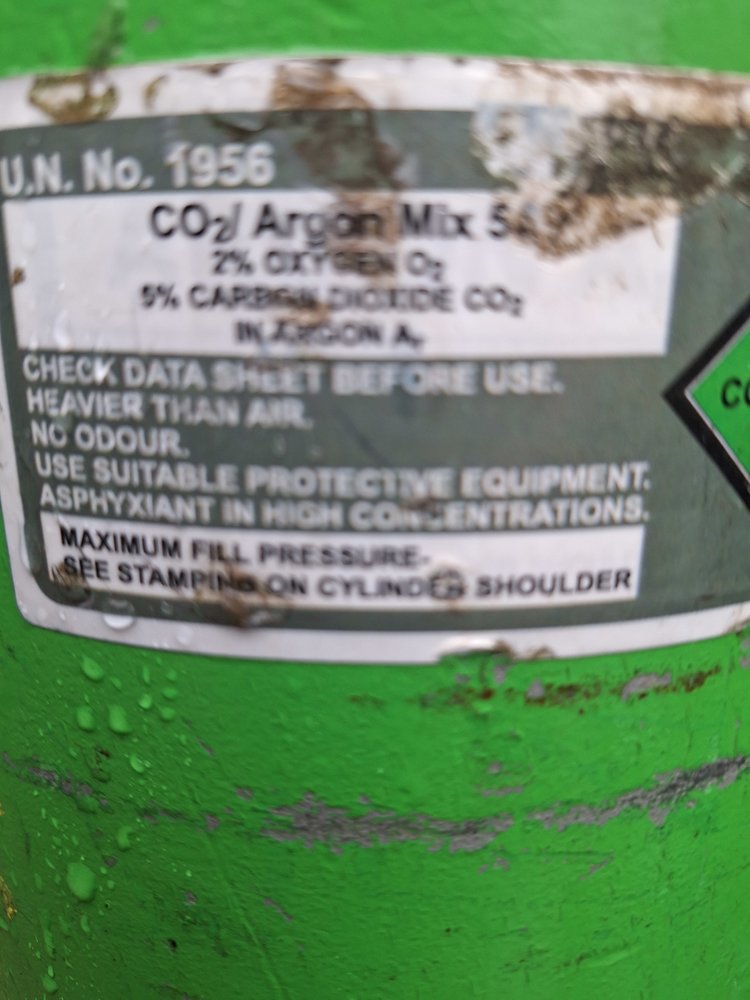 U.N. No. 1956
CO2/ Argon Mix
2% OXYGEN O2
5% CARBON DIOXIDE CO2
IN ARGON Ar
CHECK DATA SHEET BEFORE USE.
HEAVIER THAN AIR.
NO ODOUR.
USE SUITABLE PROTECTIVE EQUIPMENT.
ASPHYXIANT IN HIGH CONCENTRATIONS.
MAXIMUM FILL PRESSURE-
SEE STAMPING ON CYLINDER SHOULDER